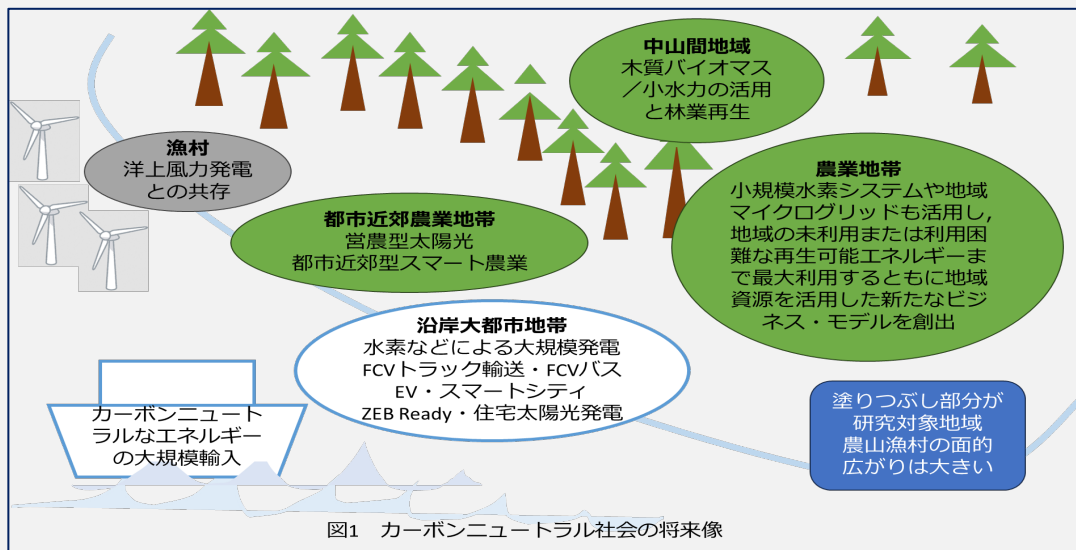 中山間地域
木質バイオマス
／小水力の活用
と林業再生
漁村
洋上風力発電
との共存
農業地帯
小規模水素システムや地域
マイクログリッドも活用し,
地域の未利用または利用困
難な再生可能エネルギーま
で最大利用するともに地域
資源を活用した新たなビジ
ネス・モデルを創出
都市近郊農業地帯
営農型太陽光
都市近郊型スマート農業
沿岸大都市地帯
水素などによる大規模発電
FCVトラック輸送・FCVバス
EV・スマートシティ
ZEB Ready・住宅太陽光発電
カーボンニュート
ラルなエネルギー
の大規模輸入
塗りつぶし部分が
研究対象地域
農山漁村の面的
広がりは大きい
図1　カーボンニュートラル社会の将来像